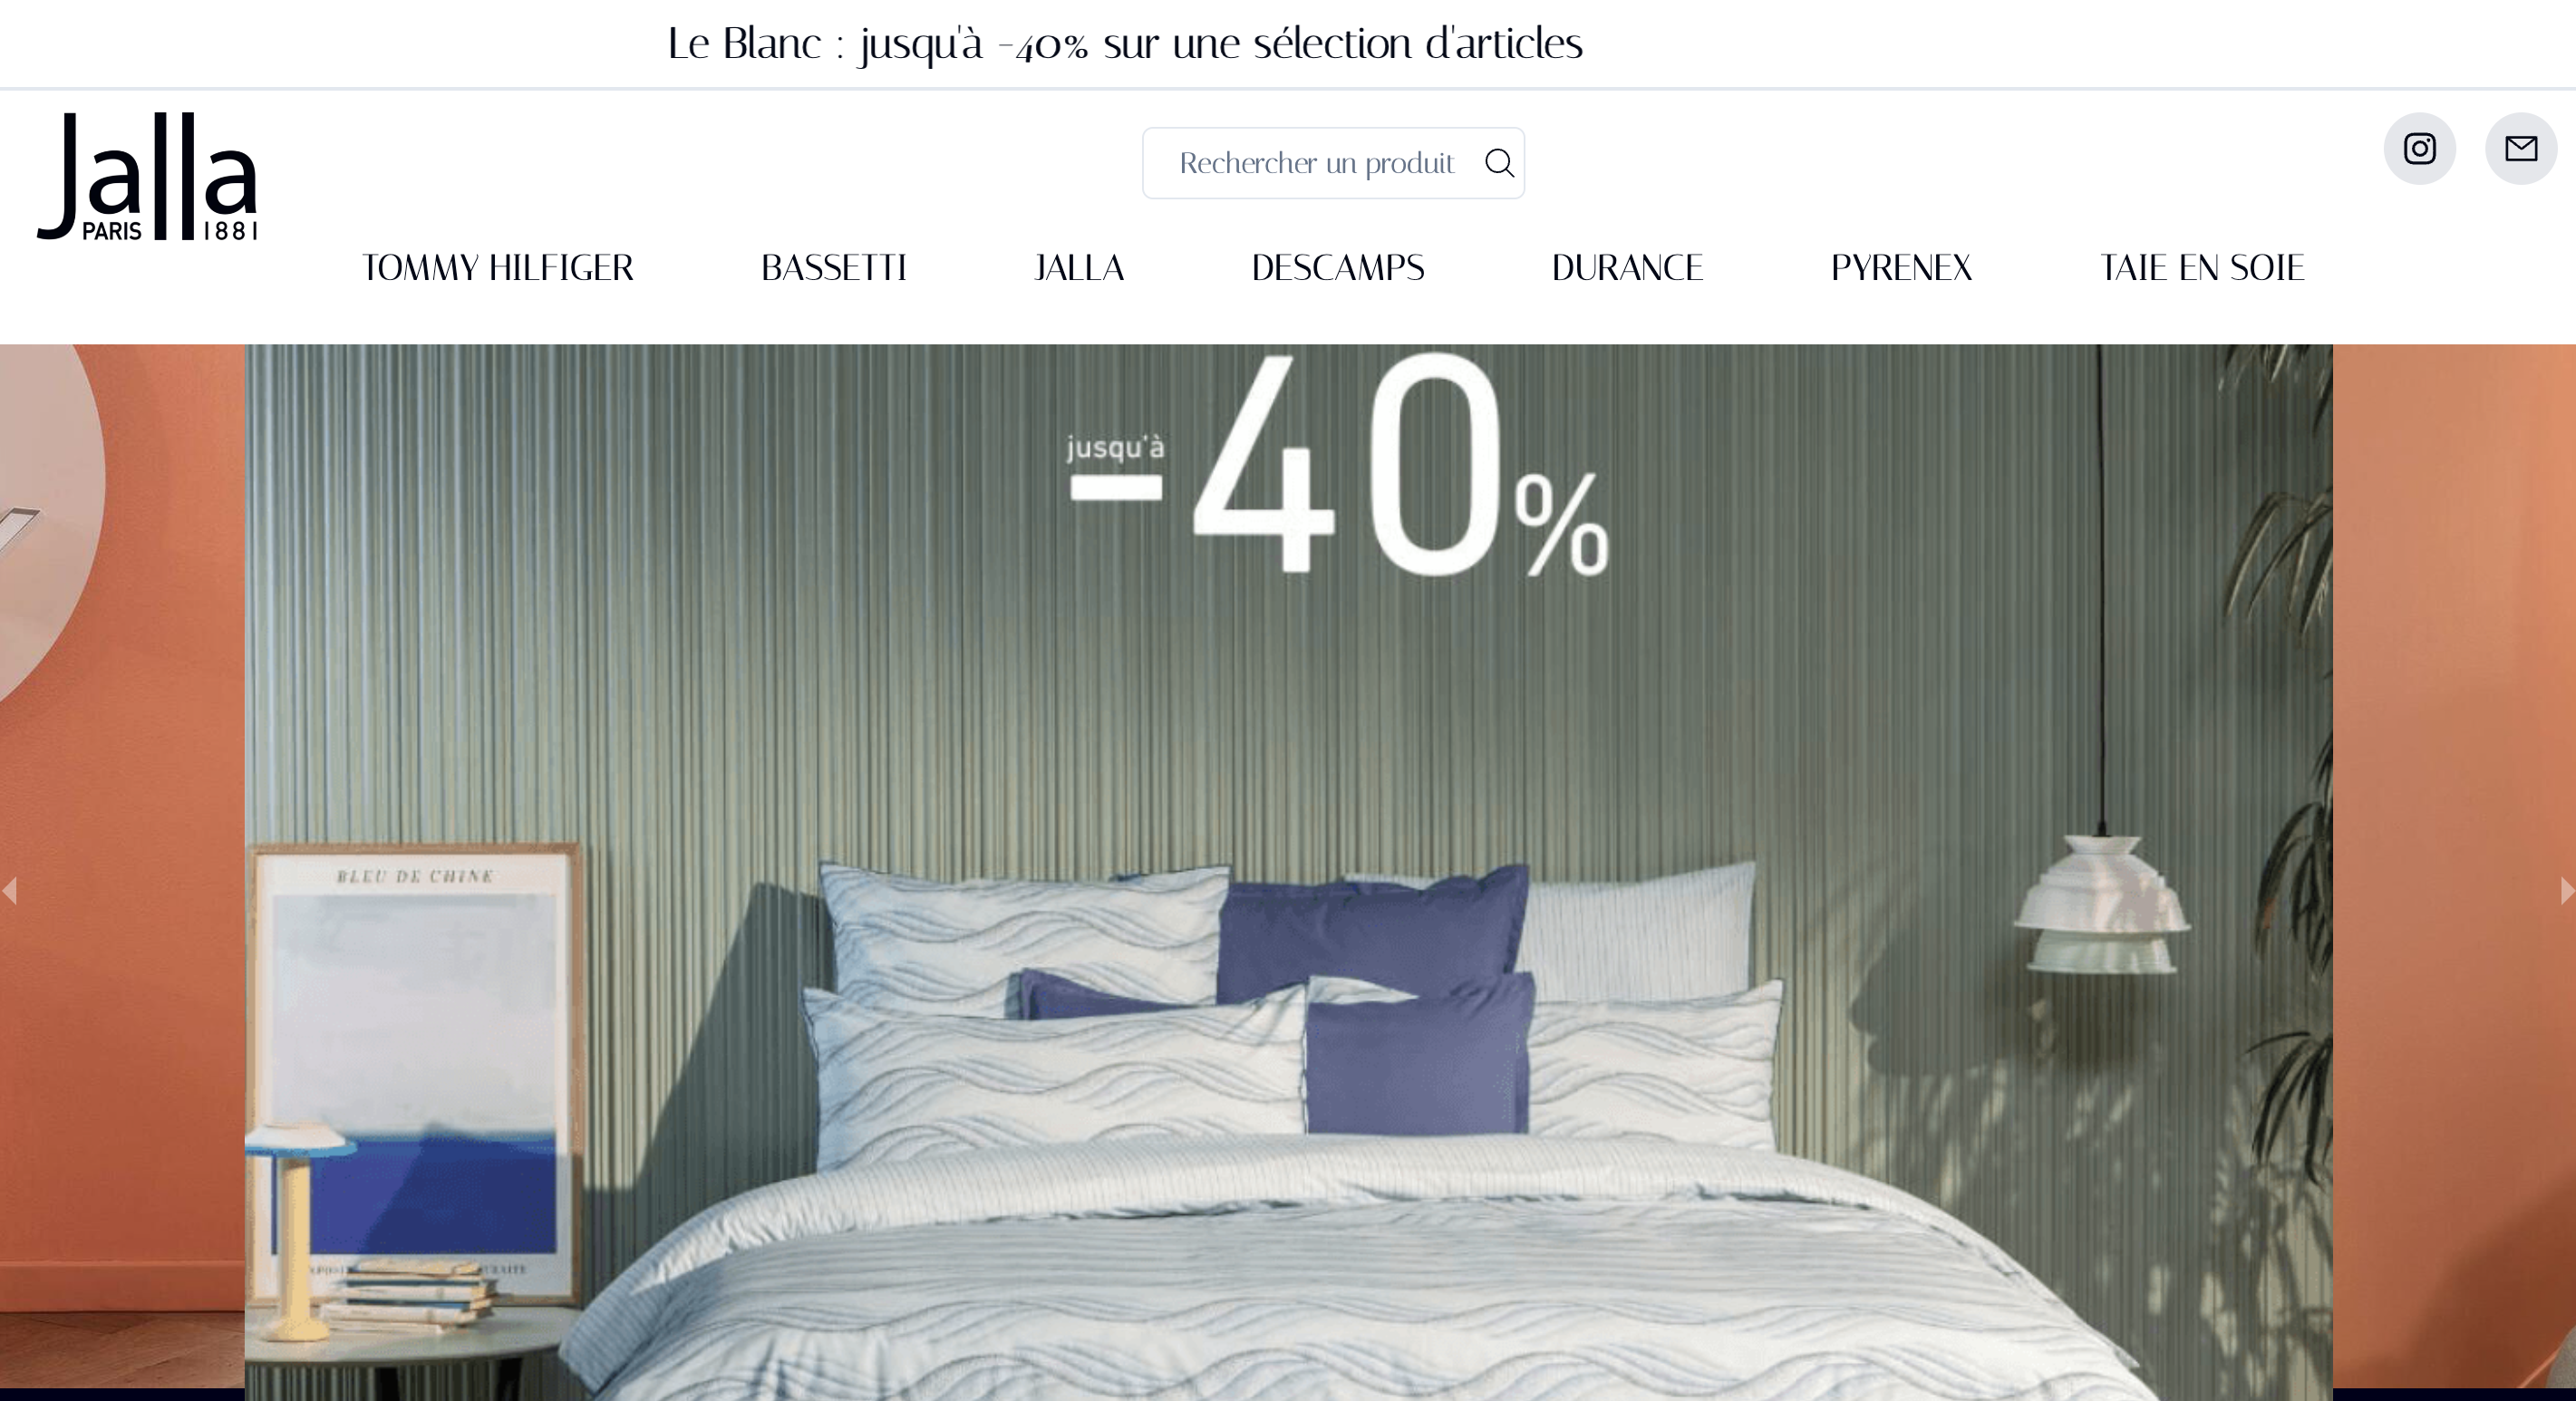 Le Blanc : jusqu'à -40% sur une sélection d'articles
Jalla
PARIS 1881
Rechercher un produit
TOMMY HILFIGER BASSETTI JALLA DESCAMPS DURANCE PYRENEX TAIE EN SOIE
jusqu'à
-40%
BLEU DE CHINE